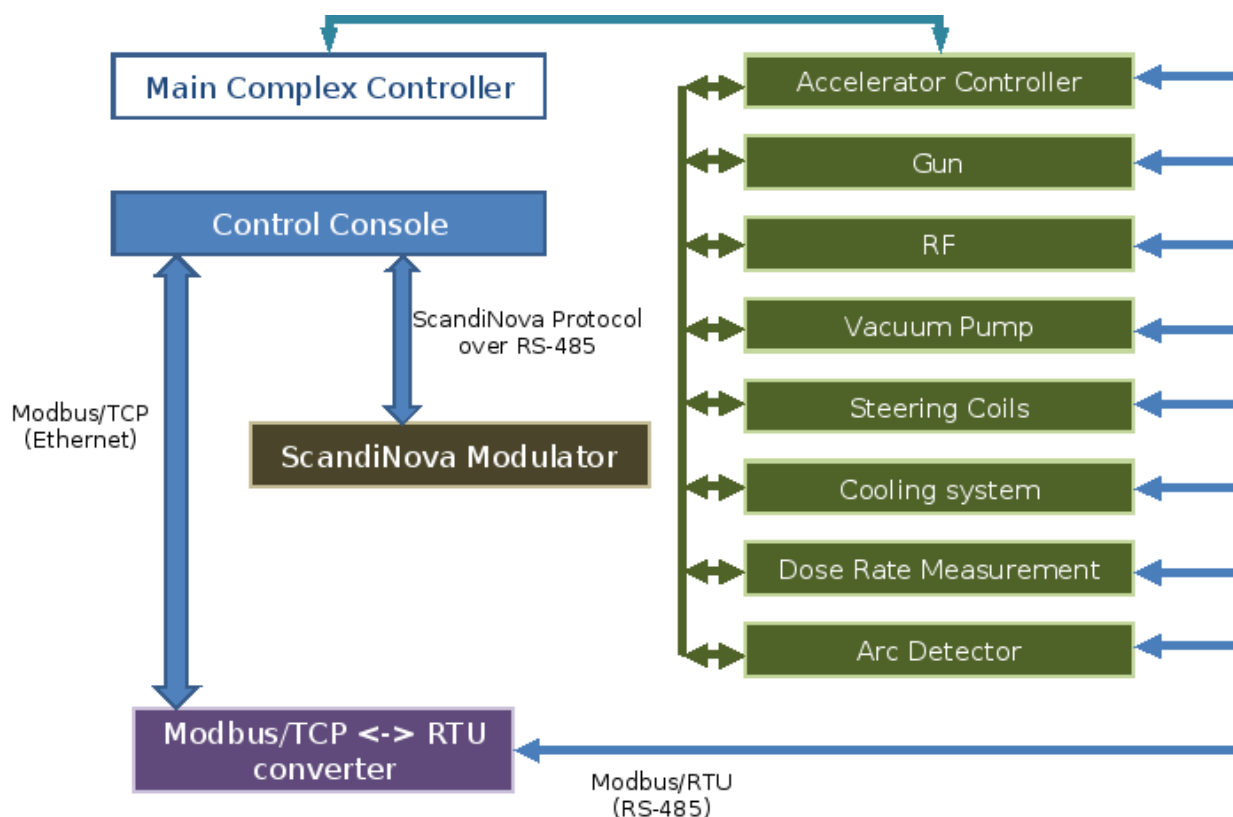 Main Complex Controller
Control Console
ScandiNova Protocol
over RS-485
Modbus/TCP
(Ethernet)
ScandiNova Modulator
Modbus/TCP <-> RTU
converter
Modbus/RTU
(RS-485)
Accelerator Controller
Gun
RF
Vacuum Pump
Steering Coils
Cooling system
Dose Rate Measurement
Arc Detector